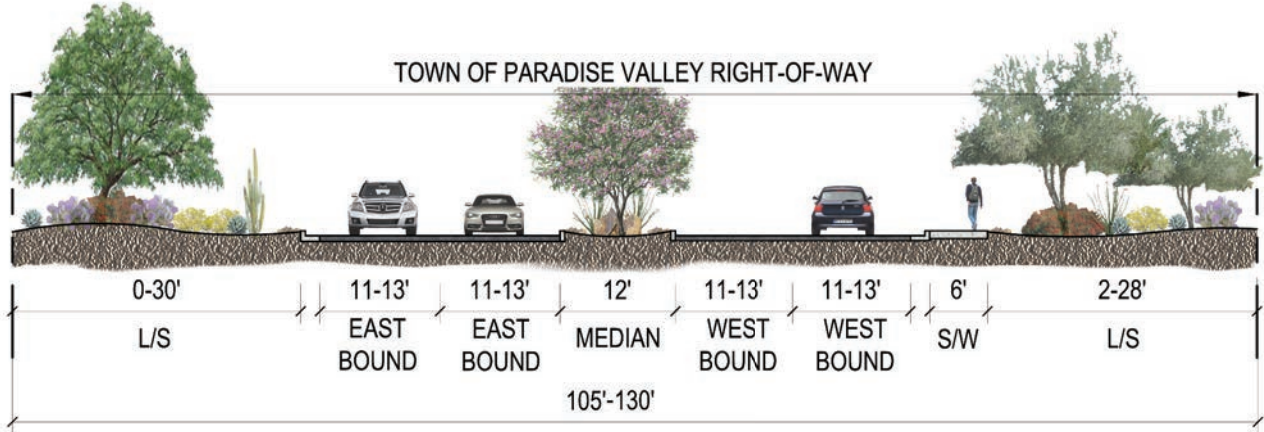 TOWN OF PARADISE VALLEY RIGHT-OF-WAY
0-30' 11-13' 11-13' 12' 11-13' 11-13' 6' 2-28'
L/S EAST BOUND EAST BOUND MEDIAN WEST BOUND WEST BOUND S/W L/S
105'-130'